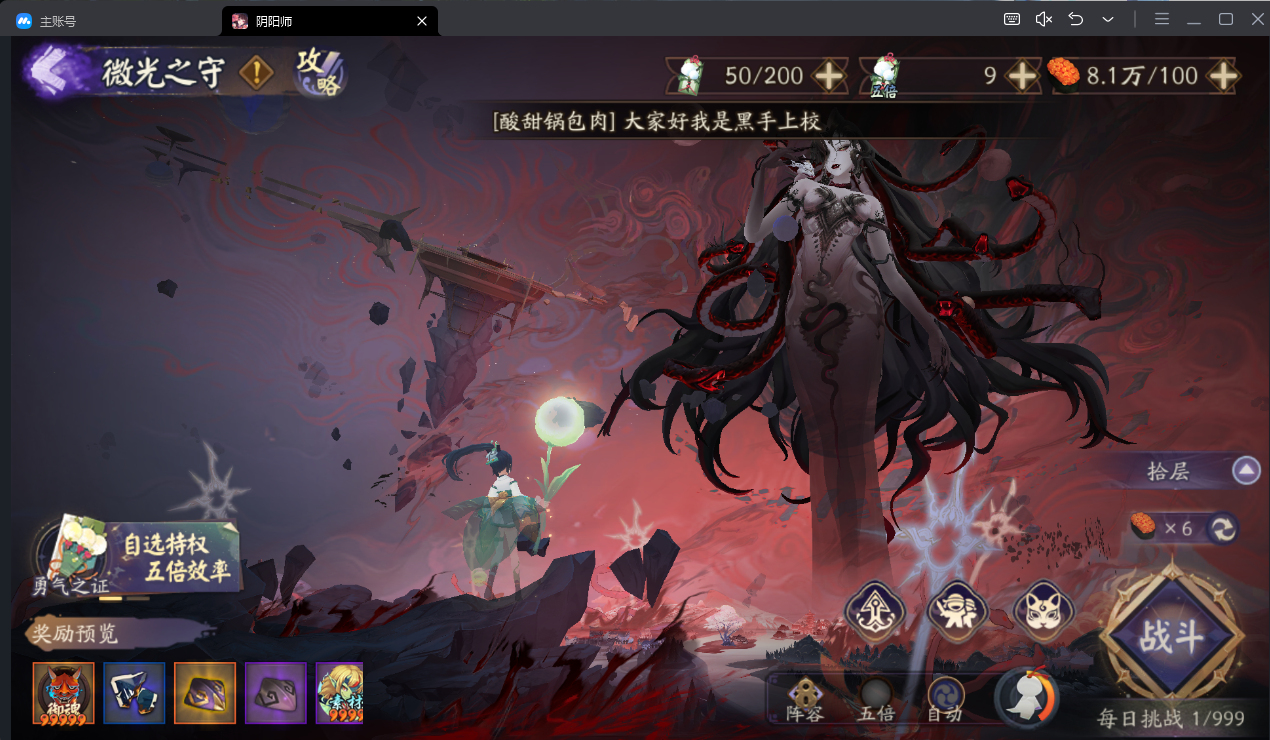 主账号
阴阳师
微光之守
攻略
50/200
五倍
9
8.1万/100
[酸甜锅包肉] 大家好我是黑手上校
拾层
×6
自选特权
五倍效率
勇气之证
奖励预览
御魂
99999
素材
999
战斗
阵容
五倍
自动
每日挑战 1/999